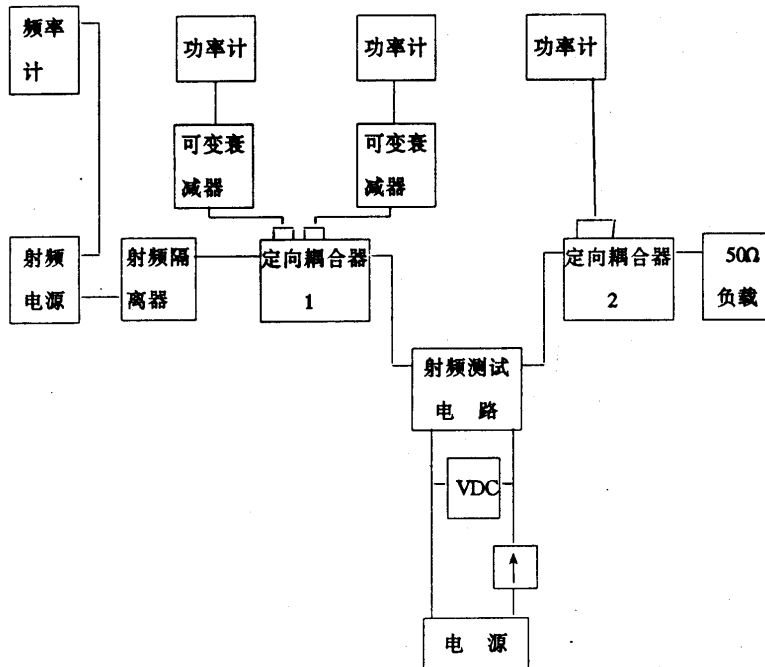 频率
计
功率计
功率计
功率计
可变衰
减器
可变衰
减器
射频
电源
射频隔
离器
定向耦合器
1
定向耦合器
2
50Ω
负载
射频测试
电 路
VDC
电 源